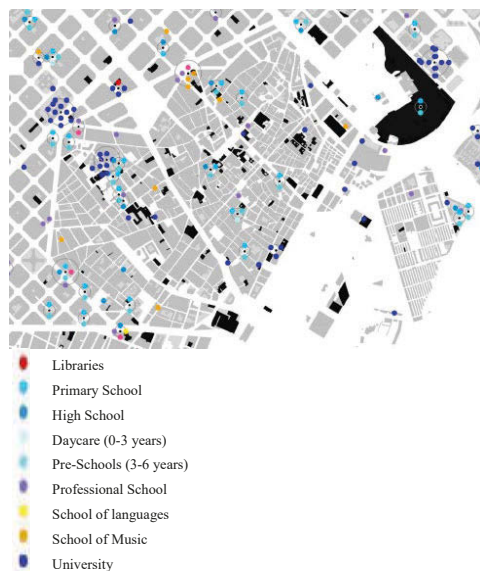 Libraries
Primary School
High School
Daycare (0-3 years)
Pre-Schools (3-6 years)
Professional School
School of languages
School of Music
University